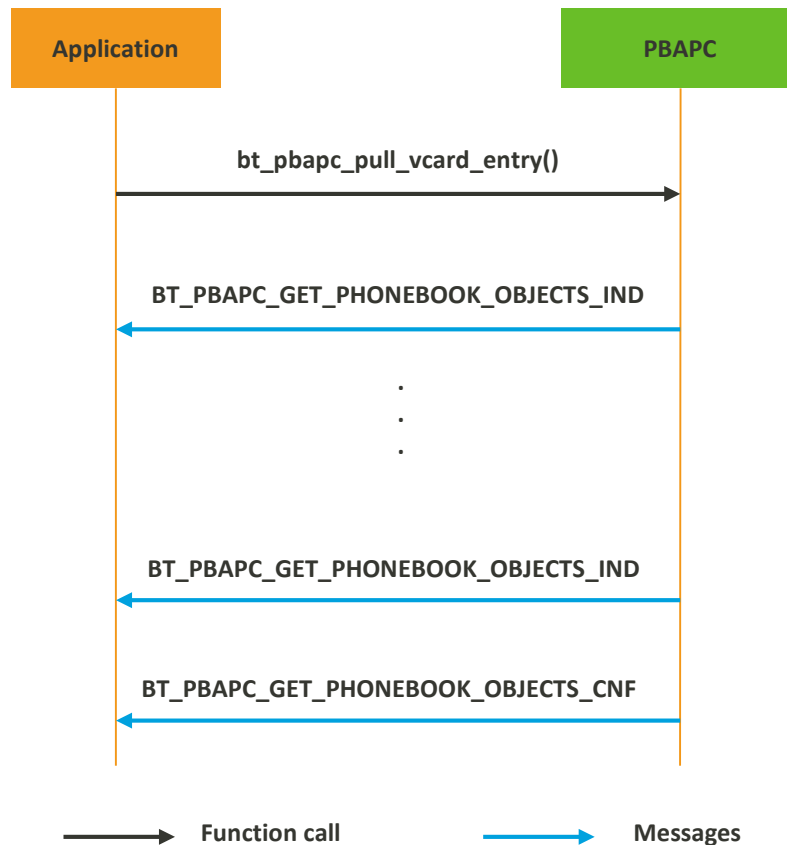 Application
PBAPC
bt_pbapc_pull_vcard_entry()
BT_PBAPC_GET_PHONEBOOK_OBJECTS_IND
.
.
.
BT_PBAPC_GET_PHONEBOOK_OBJECTS_IND
BT_PBAPC_GET_PHONEBOOK_OBJECTS_CNF
Function call
Messages